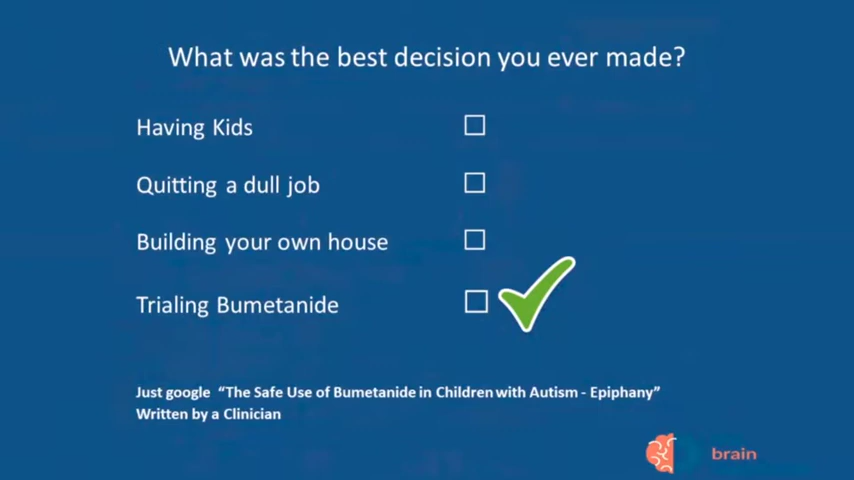 What was the best decision you ever made?
Having Kids
Quitting a dull job
Building your own house
Trialing Bumetanide
Just google "The Safe Use of Bumetanide in Children with Autism - Epiphany"
Written by a Clinician
brain